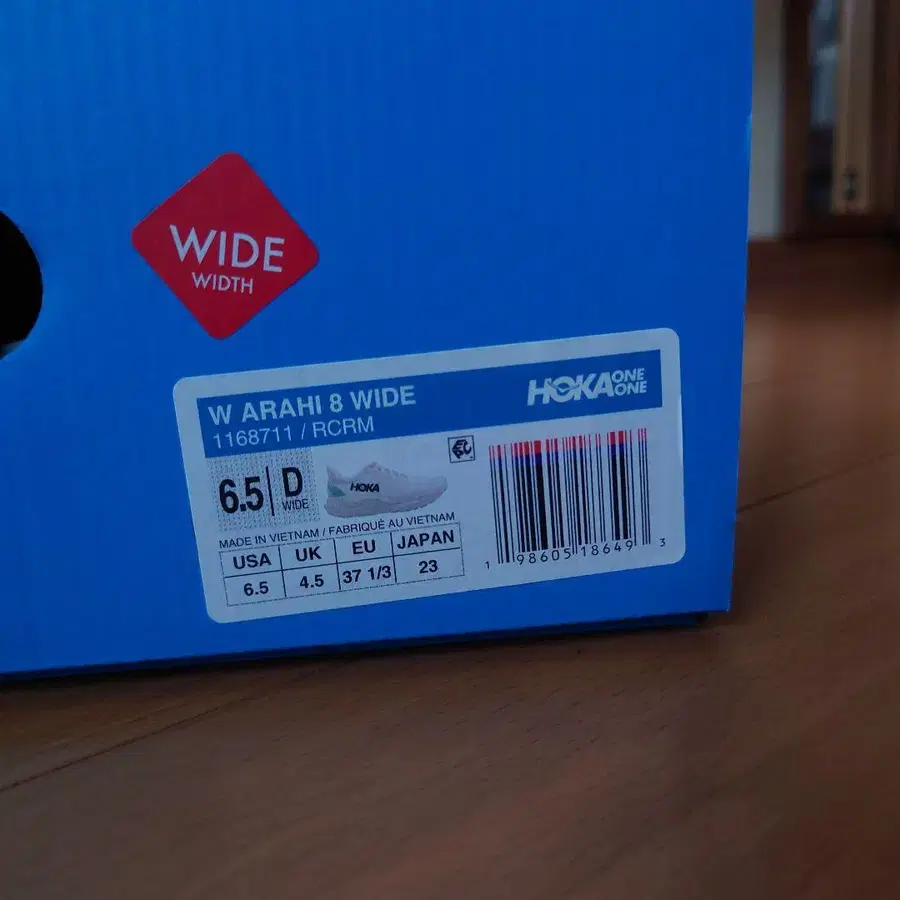 WIDE
WIDTH
W ARAHI 8 WIDE
1168711 / RCRM
HOKA ONE ONE
6.5 D
WIDE
HOKA
MADE IN VIETNAM / FABRIQUÉ AU VIETNAM
USA UK EU JAPAN
6.5 4.5 37 1/3 23
1 98605 18649 3